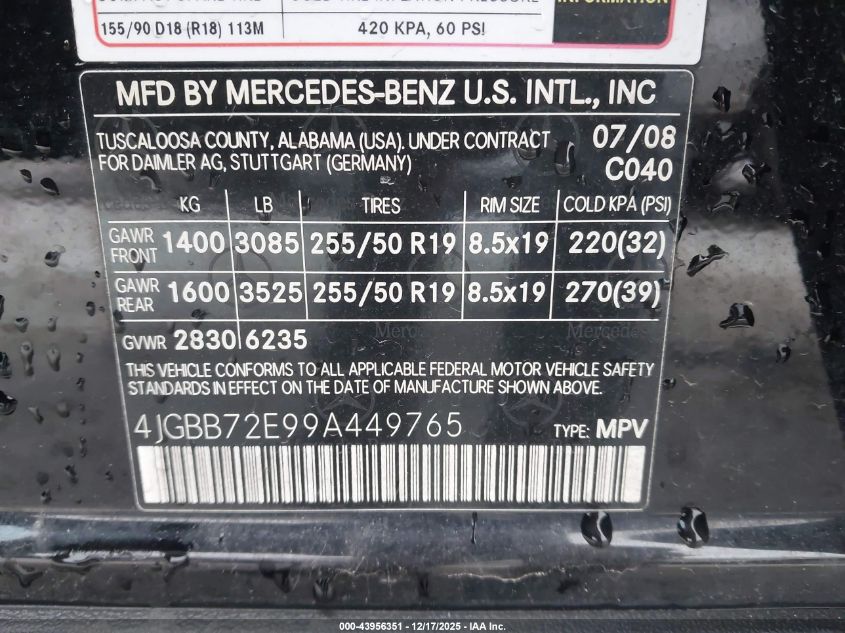 INFORMATION
155/90 D18 (R18) 113M 420 KPA, 60 PSI
MFD BY MERCEDES-BENZ U.S. INTL., INC
TUSCALOOSA COUNTY, ALABAMA (USA). UNDER CONTRACT 07/08
FOR DAIMLER AG, STUTTGART (GERMANY) C040
KG LB TIRES RIM SIZE COLD KPA (PSI)
GAWR FRONT 1400 3085 255/50 R19 8.5x19 220(32)
GAWR REAR 1600 3525 255/50 R19 8.5x19 270(39)
GVWR 2830 6235
THIS VEHICLE CONFORMS TO ALL APPLICABLE FEDERAL MOTOR VEHICLE SAFETY
STANDARDS IN EFFECT ON THE DATE OF MANUFACTURE SHOWN ABOVE.
4JGBB72E99A449765 TYPE: MPV
000-43956351 - 12/17/2025 - IAA Inc.